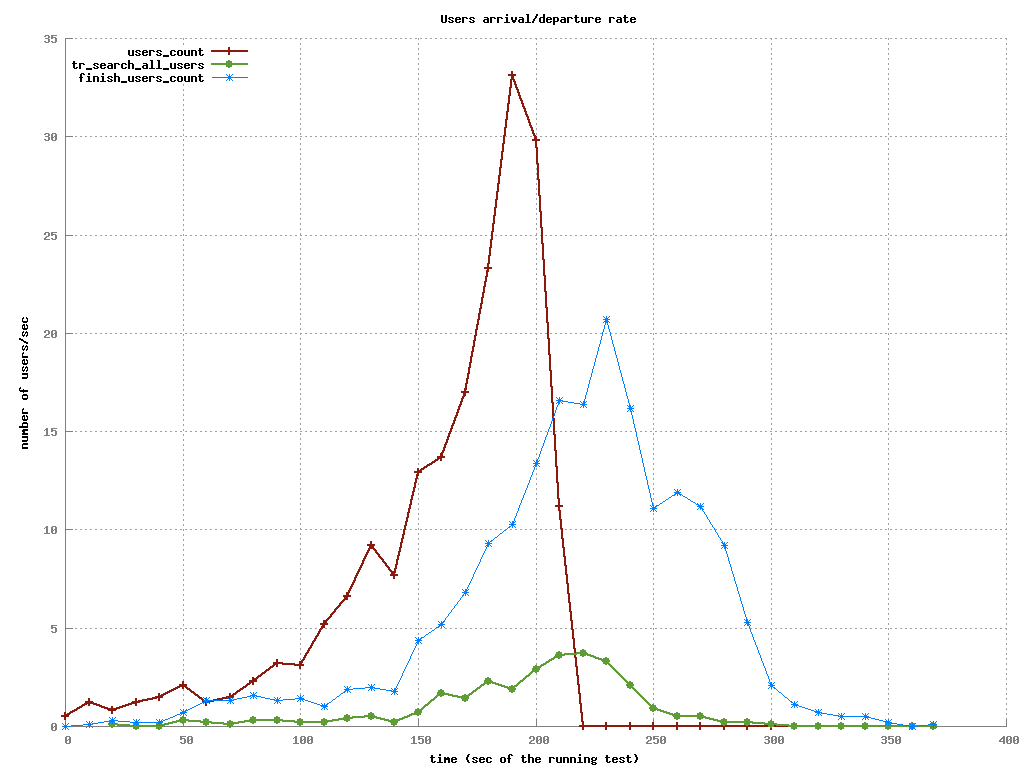 Users arrival/departure rate
users_count
tr_search_all_users
finish_users_count
35
30
25
20
15
10
5
0
number of users/sec
0 50 100 150 200 250 300 350 400
time (sec of the running test)